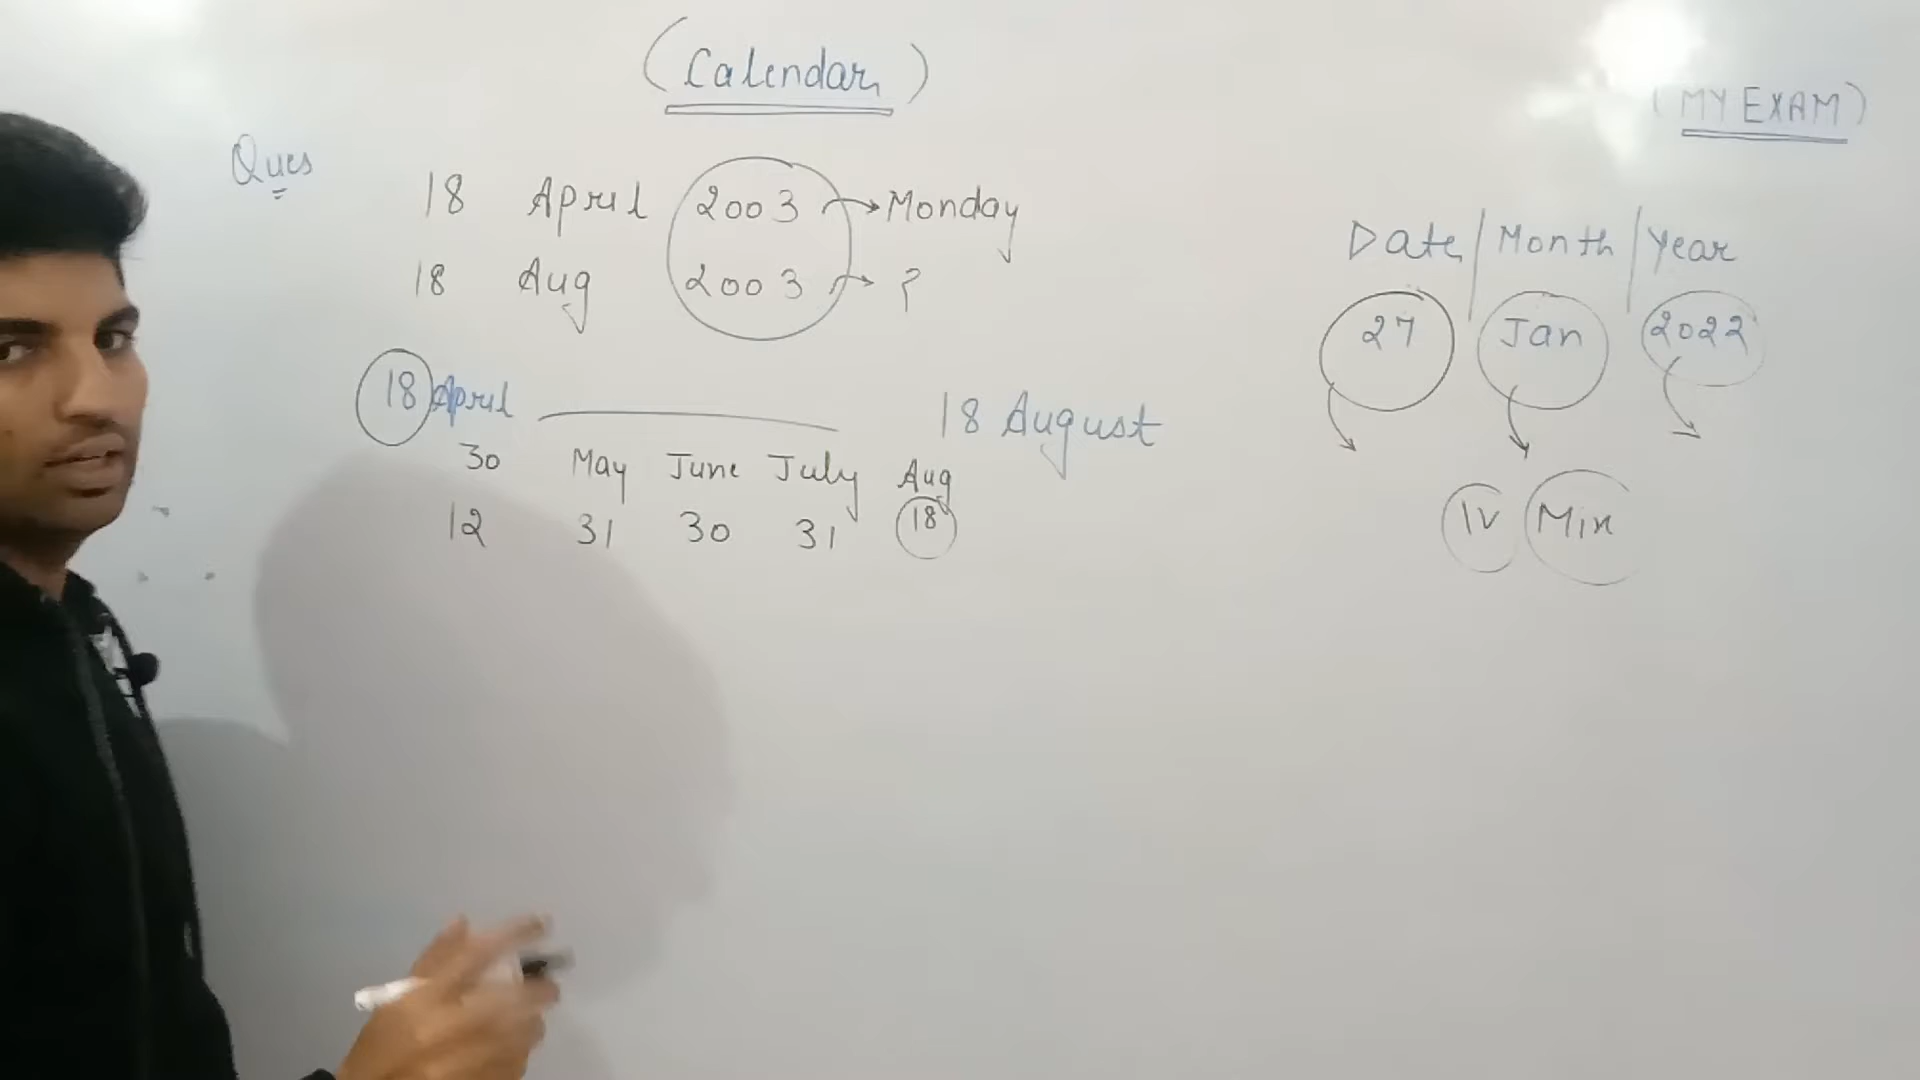 (Calendar)
(MY EXAM)
Ques
18 April 2003 → Monday
18 Aug 2003 → ?
Date / Month / Year
27 Jan 2022
18 April 18 August
30 May June July Aug
12 31 30 31 18
Mix